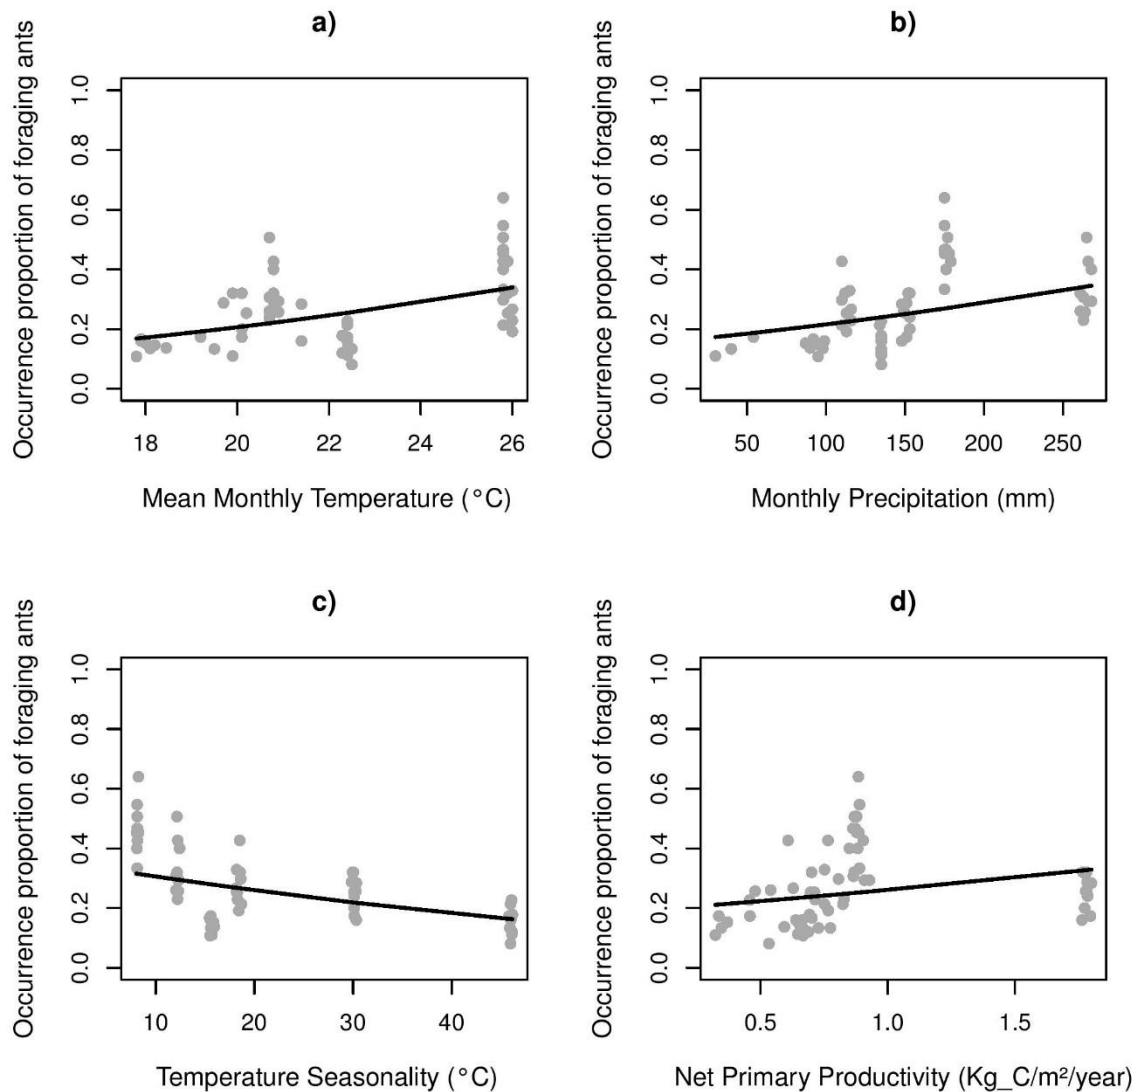 a)
Occurrence proportion of foraging ants
1.0
0.8
0.6
0.4
0.2
0.0
18 20 22 24 26
Mean Monthly Temperature (°C)
b)
Occurrence proportion of foraging ants
1.0
0.8
0.6
0.4
0.2
0.0
50 100 150 200 250
Monthly Precipitation (mm)
c)
Occurrence proportion of foraging ants
1.0
0.8
0.6
0.4
0.2
0.0
10 20 30 40
Temperature Seasonality (°C)
d)
Occurrence proportion of foraging ants
1.0
0.8
0.6
0.4
0.2
0.0
0.5 1.0 1.5
Net Primary Productivity (Kg_C/m²/year)